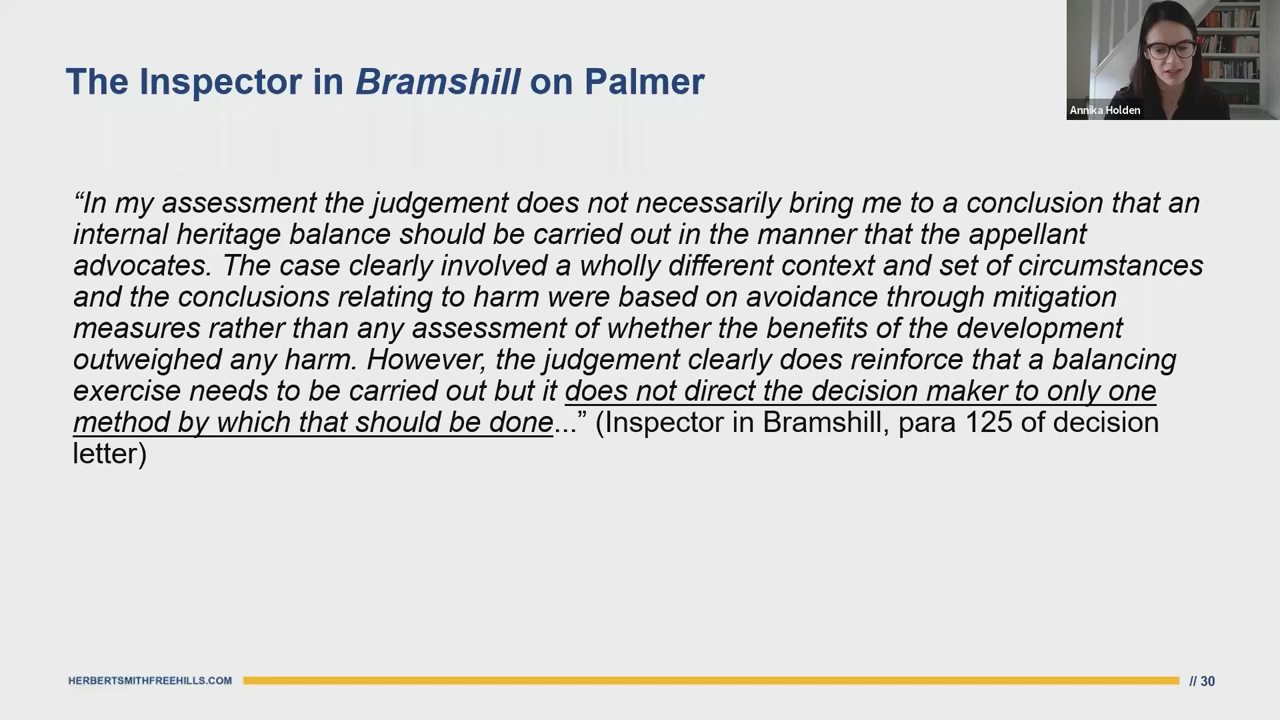 The Inspector in Bramshill on Palmer
Annika Holden
“In my assessment the judgement does not necessarily bring me to a conclusion that an
internal heritage balance should be carried out in the manner that the appellant
advocates. The case clearly involved a wholly different context and set of circumstances
and the conclusions relating to harm were based on avoidance through mitigation
measures rather than any assessment of whether the benefits of the development
outweighed any harm. However, the judgement clearly does reinforce that a balancing
exercise needs to be carried out but it does not direct the decision maker to only one
method by which that should be done...” (Inspector in Bramshill, para 125 of decision
letter)
HERBERTSMITHFREEHILLS.COM
// 30